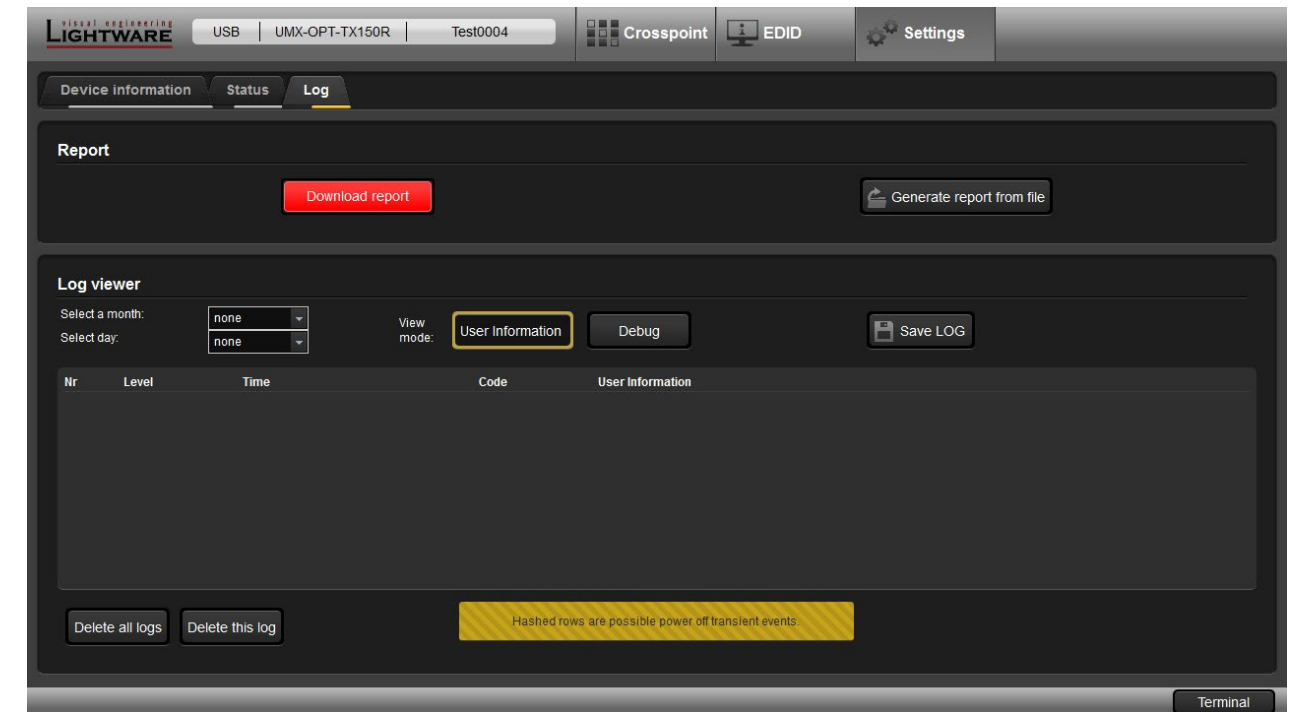 visual engineering
LIGHTWARE
USB UMX-OPT-TX150R Test0004
Crosspoint
EDID
Settings
Device information
Status
Log
Report
Download report
Generate report from file
Log viewer
Select a month:
none
Select day:
none
View
mode:
User Information
Debug
Save LOG
Nr Level Time Code User Information
Delete all logs
Delete this log
Hashed rows are possible power off transient events.
Terminal